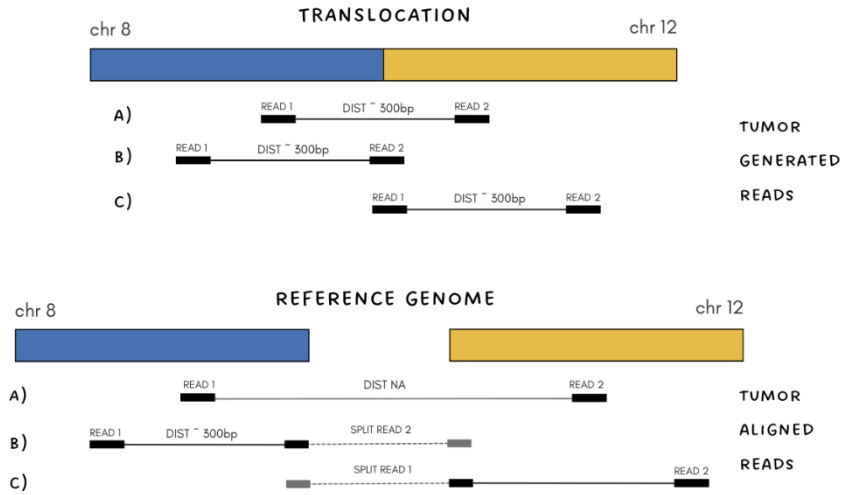 TRANSLOCATION
chr 8
chr 12
A)
READ 1
DIST ~ 300bp
READ 2
B)
READ 1
DIST ~ 300bp
READ 2
C)
READ 1
DIST ~ 300bp
READ 2
TUMOR
GENERATED
READS
REFERENCE GENOME
chr 8
chr 12
A)
READ 1
DIST NA
READ 2
B)
READ 1
DIST ~ 300bp
SPLIT READ 2
C)
SPLIT READ 1
READ 2
TUMOR
ALIGNED
READS